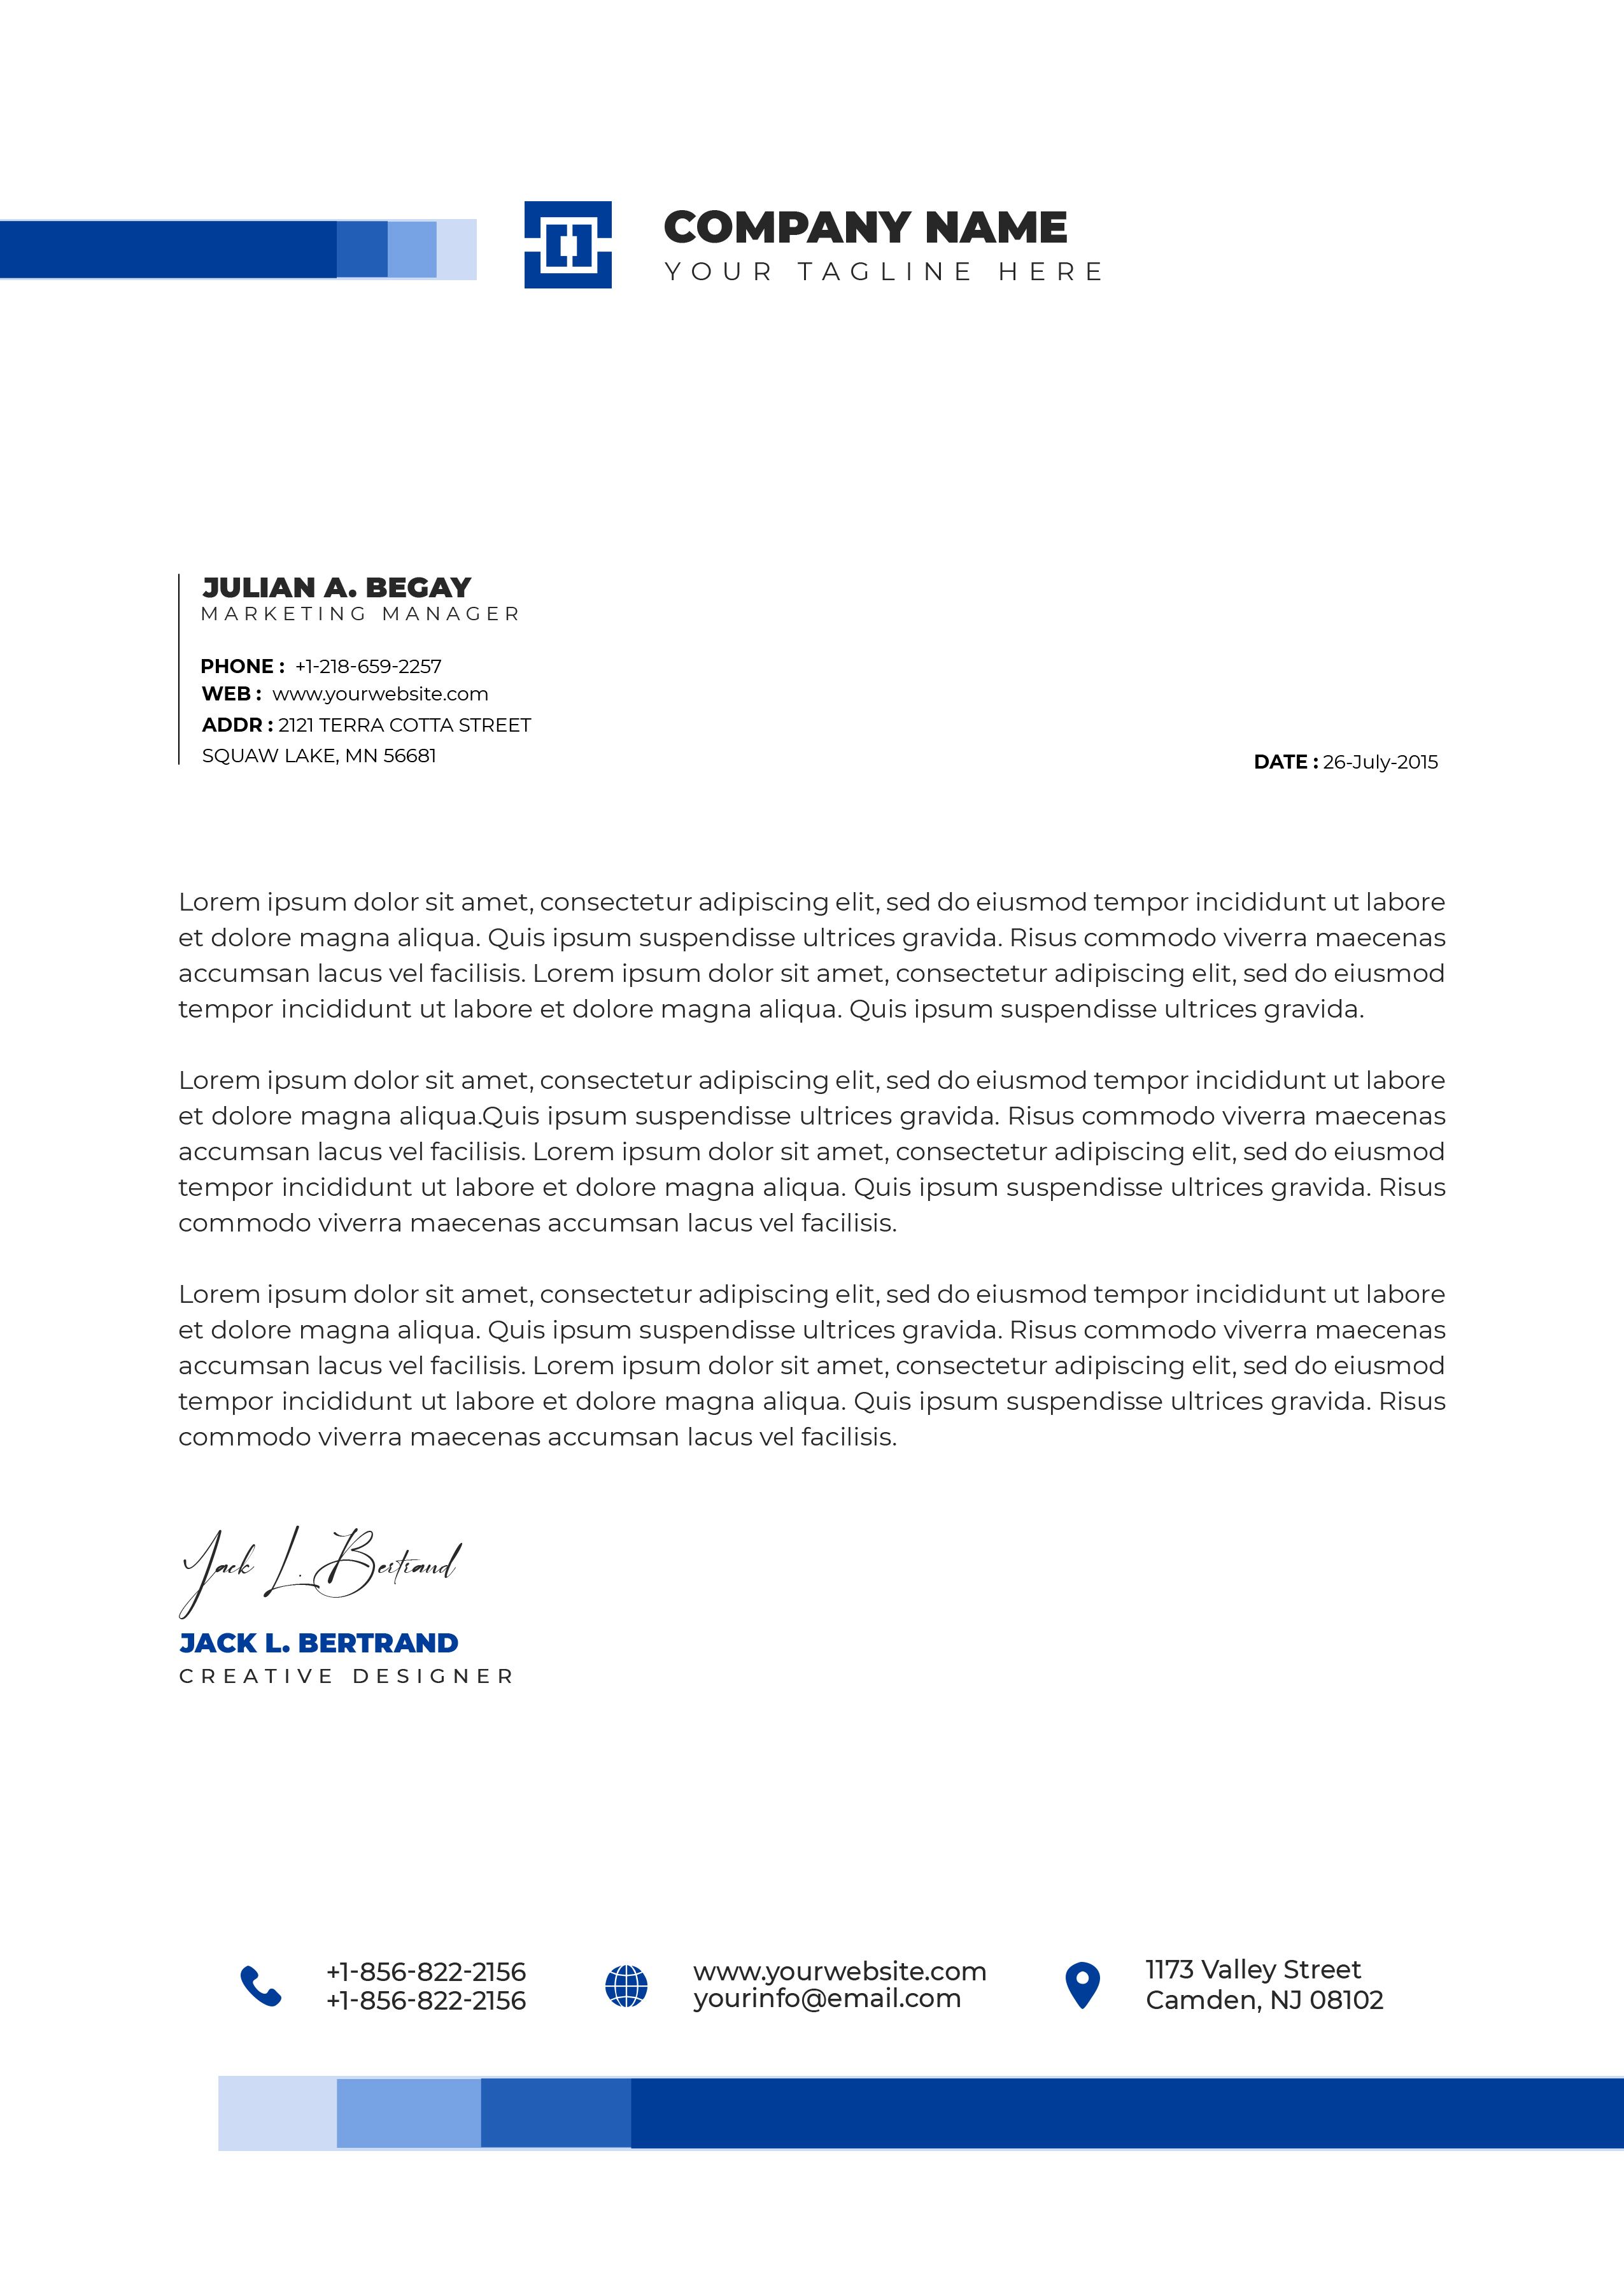 COMPANY NAME
YOUR TAGLINE HERE
JULIAN A. BEGAY
MARKETING MANAGER
PHONE : +1-218-659-2257
WEB : www.yourwebsite.com
ADDR : 2121 TERRA COTTA STREET
SQUAW LAKE, MN 56681
DATE : 26-July-2015
Lorem ipsum dolor sit amet, consectetur adipiscing elit, sed do eiusmod tempor incididunt ut labore
et dolore magna aliqua. Quis ipsum suspendisse ultrices gravida. Risus commodo viverra maecenas
accumsan lacus vel facilisis. Lorem ipsum dolor sit amet, consectetur adipiscing elit, sed do eiusmod
tempor incididunt ut labore et dolore magna aliqua. Quis ipsum suspendisse ultrices gravida.
Lorem ipsum dolor sit amet, consectetur adipiscing elit, sed do eiusmod tempor incididunt ut labore
et dolore magna aliqua.Quis ipsum suspendisse ultrices gravida. Risus commodo viverra maecenas
accumsan lacus vel facilisis. Lorem ipsum dolor sit amet, consectetur adipiscing elit, sed do eiusmod
tempor incididunt ut labore et dolore magna aliqua. Quis ipsum suspendisse ultrices gravida. Risus
commodo viverra maecenas accumsan lacus vel facilisis.
Lorem ipsum dolor sit amet, consectetur adipiscing elit, sed do eiusmod tempor incididunt ut labore
et dolore magna aliqua. Quis ipsum suspendisse ultrices gravida. Risus commodo viverra maecenas
accumsan lacus vel facilisis. Lorem ipsum dolor sit amet, consectetur adipiscing elit, sed do eiusmod
tempor incididunt ut labore et dolore magna aliqua. Quis ipsum suspendisse ultrices gravida. Risus
commodo viverra maecenas accumsan lacus vel facilisis.
Jack L. Bertrand
JACK L. BERTRAND
CREATIVE DESIGNER
+1-856-822-2156
+1-856-822-2156
www.yourwebsite.com
yourinfo@email.com
1173 Valley Street
Camden, NJ 08102